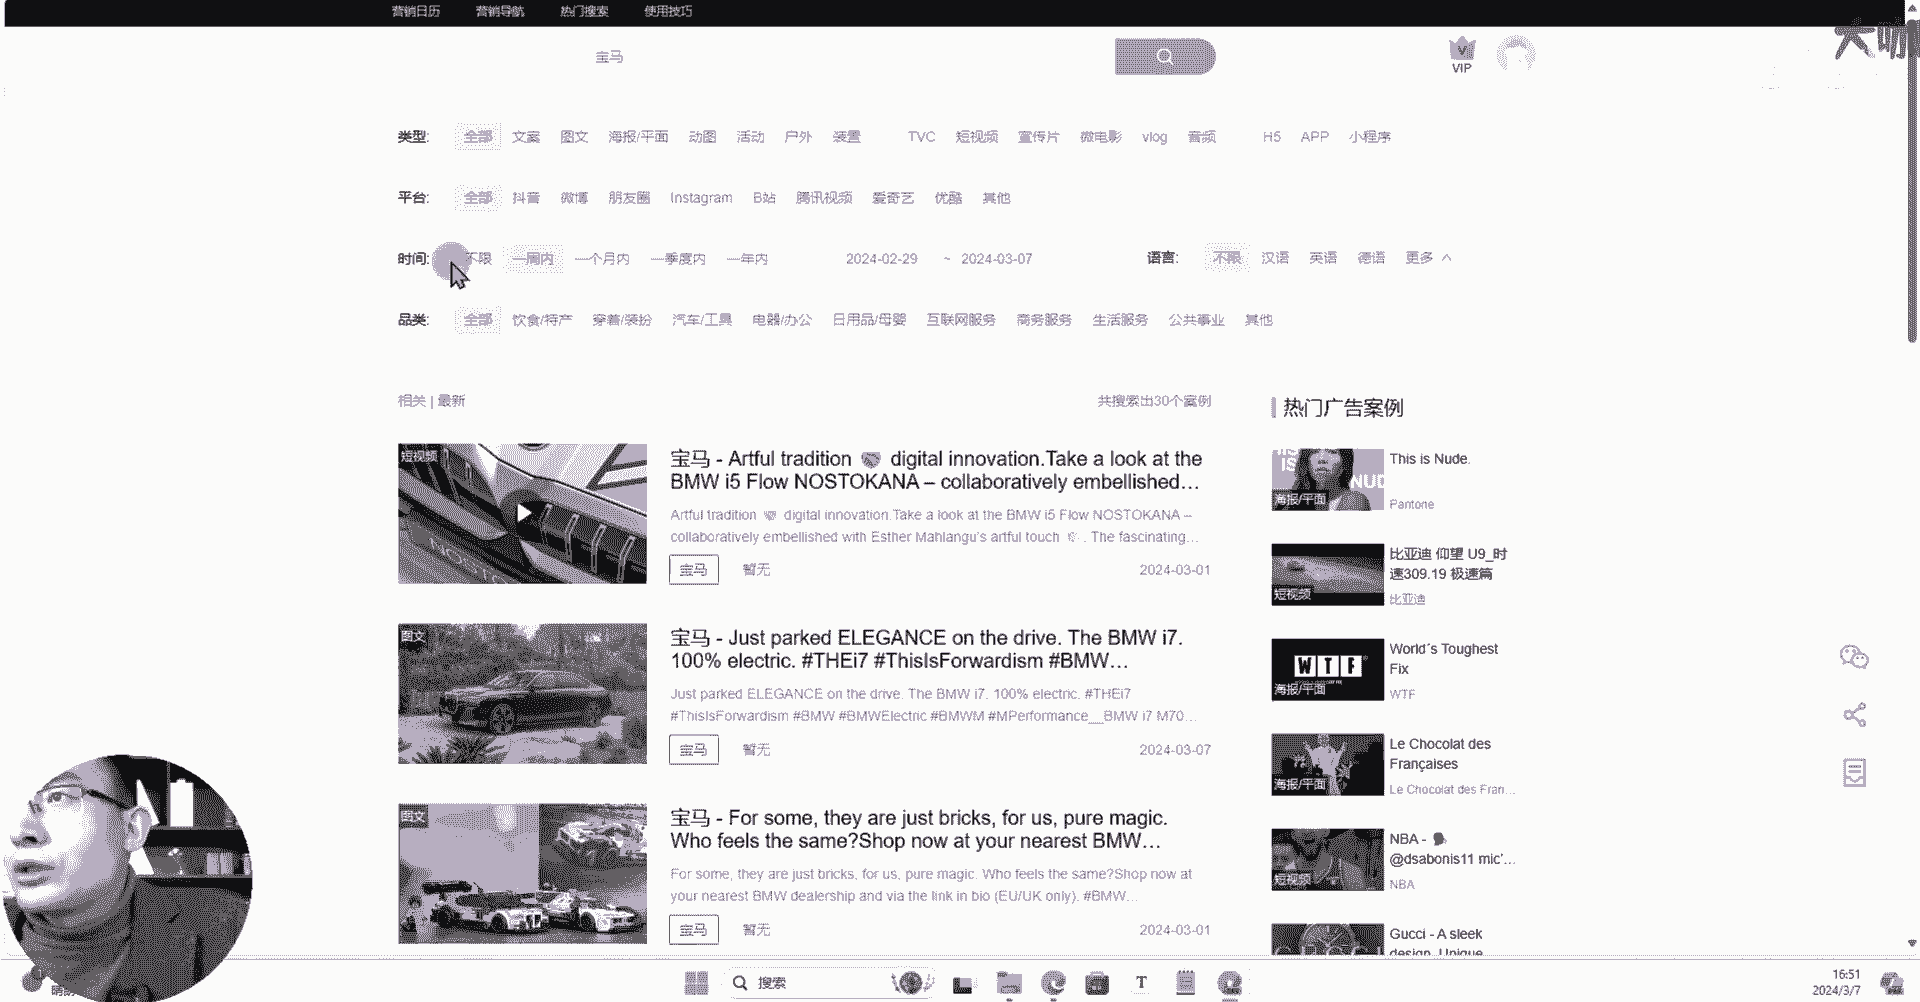 营销日历 营销导航 热门搜索 使用技巧
宝马
VIP
大咖
类型: 全部 文案 图文 海报/平面 动图 活动 户外 装置 TVC 短视频 宣传片 微电影 vlog 音频 H5 APP 小程序
平台: 全部 抖音 微博 朋友圈 Instagram B站 腾讯视频 爱奇艺 优酷 其他
时间: 不限 一周内 一个月内 一季度内 一年内 2024-02-29 ~ 2024-03-07 语言: 不限 汉语 英语 德语 更多
品类: 全部 饮食/特产 穿着/装扮 汽车/工具 电器/办公 日用品/母婴 互联网服务 商务服务 生活服务 公共事业 其他
相关 | 最新 共搜索出30个案例
短视频
宝马 - Artful tradition digital innovation.Take a look at the
BMW i5 Flow NOSTOKANA – collaboratively embellished...
Artful tradition digital innovation.Take a look at the BMW i5 Flow NOSTOKANA –
collaboratively embellished with Esther Mahlangu's artful touch . The fascinating...
宝马 暂无 2024-03-01
图文
宝马 - Just parked ELEGANCE on the drive. The BMW i7.
100% electric. #THEi7 #ThisIsForwardism #BMW...
Just parked ELEGANCE on the drive. The BMW i7. 100% electric. #THEi7
#ThisIsForwardism #BMW #BMWElectric #BMWM #MPerformance__BMW i7 M70...
宝马 暂无 2024-03-07
图文
宝马 - For some, they are just bricks, for us, pure magic.
Who feels the same?Shop now at your nearest BMW...
For some, they are just bricks, for us, pure magic. Who feels the same?Shop now at
your nearest BMW dealership and via the link in bio (EU/UK only). #BMW...
宝马 暂无 2024-03-01
热门广告案例
海报/平面
This is Nude.
Pantone
短视频
比亚迪 仰望 U9_时
速309.19 极速篇
比亚迪
WTF
海报/平面
World´s Toughest
Fix
WTF
海报/平面
Le Chocolat des
Françaises
Le Chocolat des Fran...
短视频
NBA -
@dsabonis11 mic'...
NBA
Gucci - A sleek
design. Unique
搜索
16:51
2024/3/7